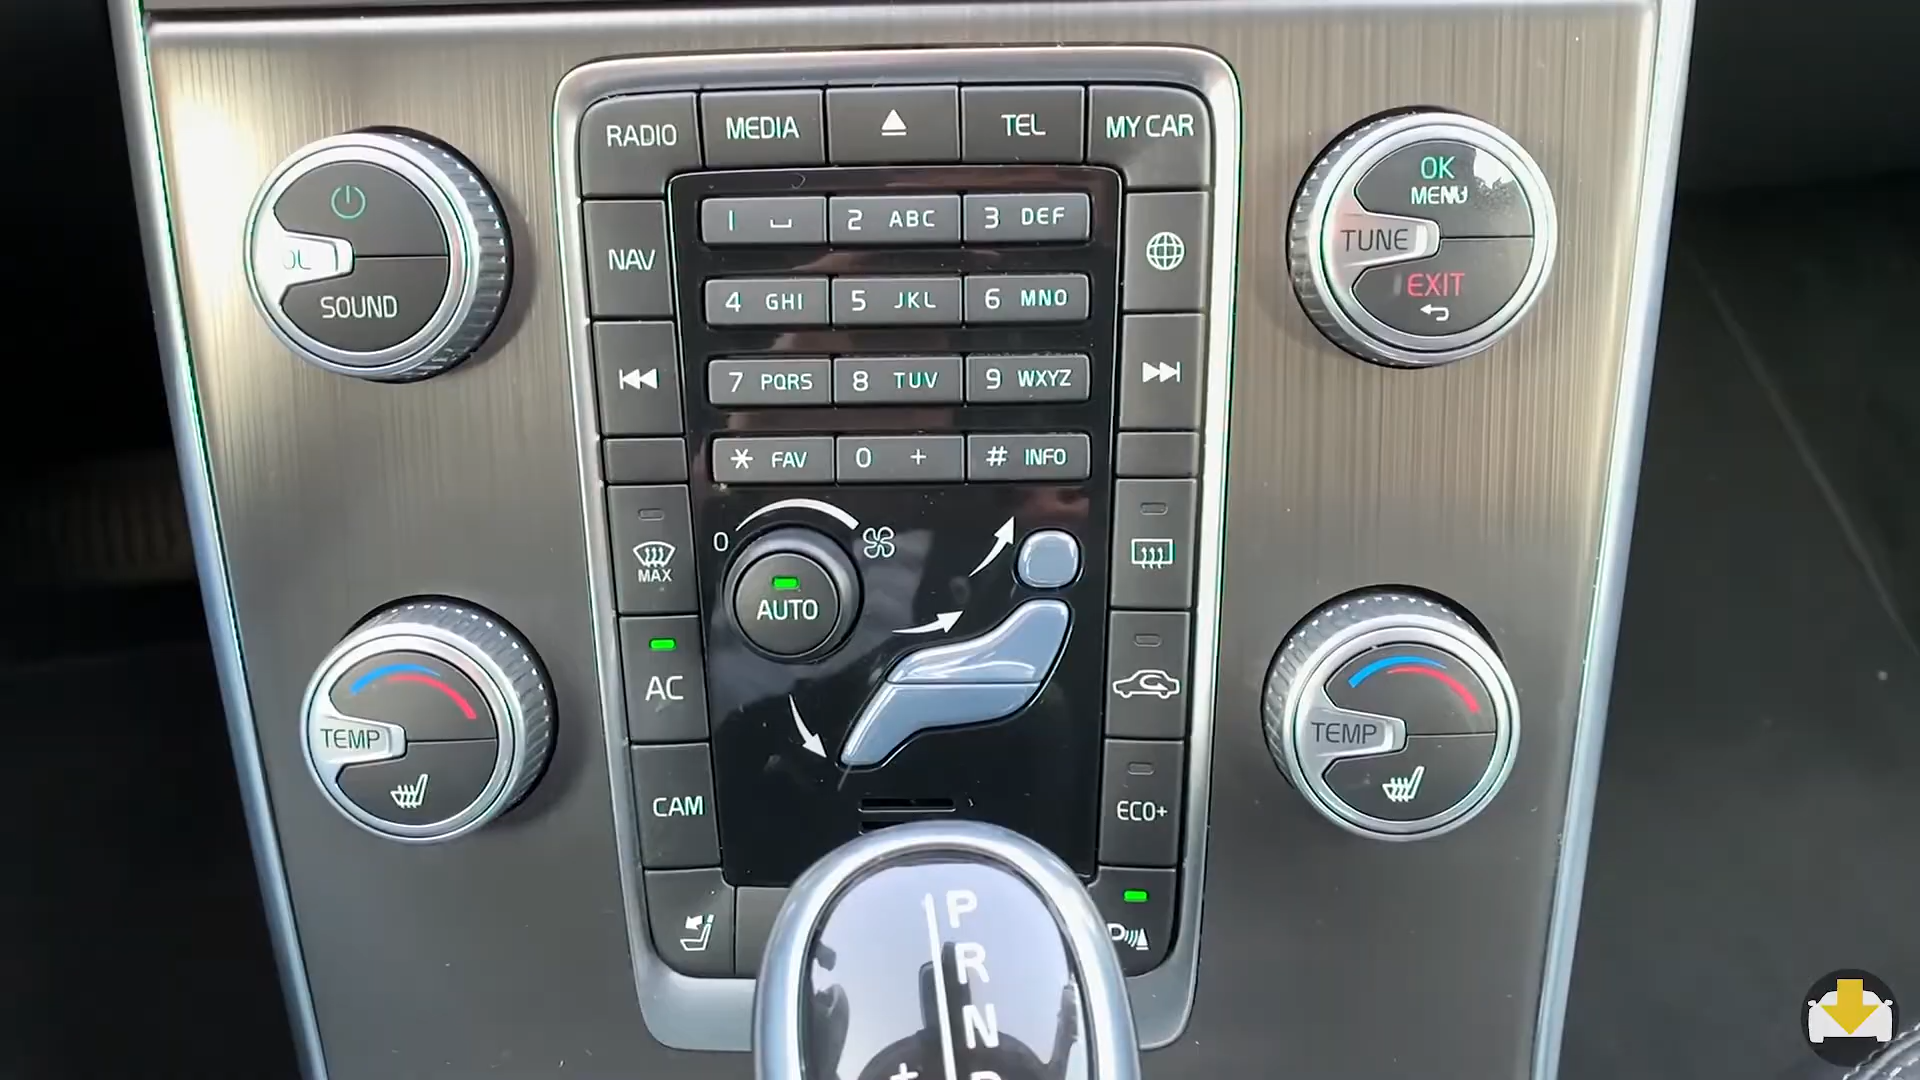 RADIO
MEDIA
TEL
MY CAR
SOUND
NAV
1
2 ABC
3 DEF
4 GHI
5 JKL
6 MNO
7 PQRS
8 TUV
9 WXYZ
* FAV
0 +
# INFO
OK
MENU
TUNE
EXIT
MAX
0
AUTO
AC
TEMP
TEMP
CAM
ECO+
P
R
N
+